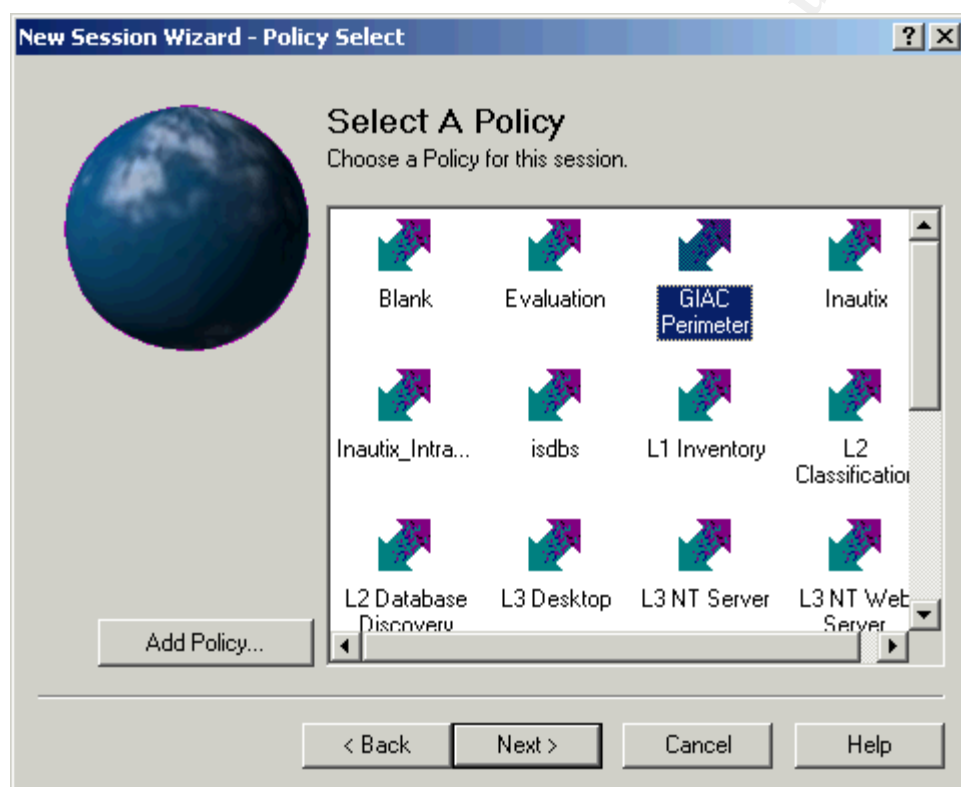 New Session Wizard - Policy Select
Select A Policy
Choose a Policy for this session.
Blank
Evaluation
GIAC
Perimeter
Inautix
Inautix_Intra...
isdbs
L1 Inventory
L2
Classification
L2 Database
Discovery
L3 Desktop
L3 NT Server
L3 NT Web
Server
Add Policy...
< Back
Next >
Cancel
Help